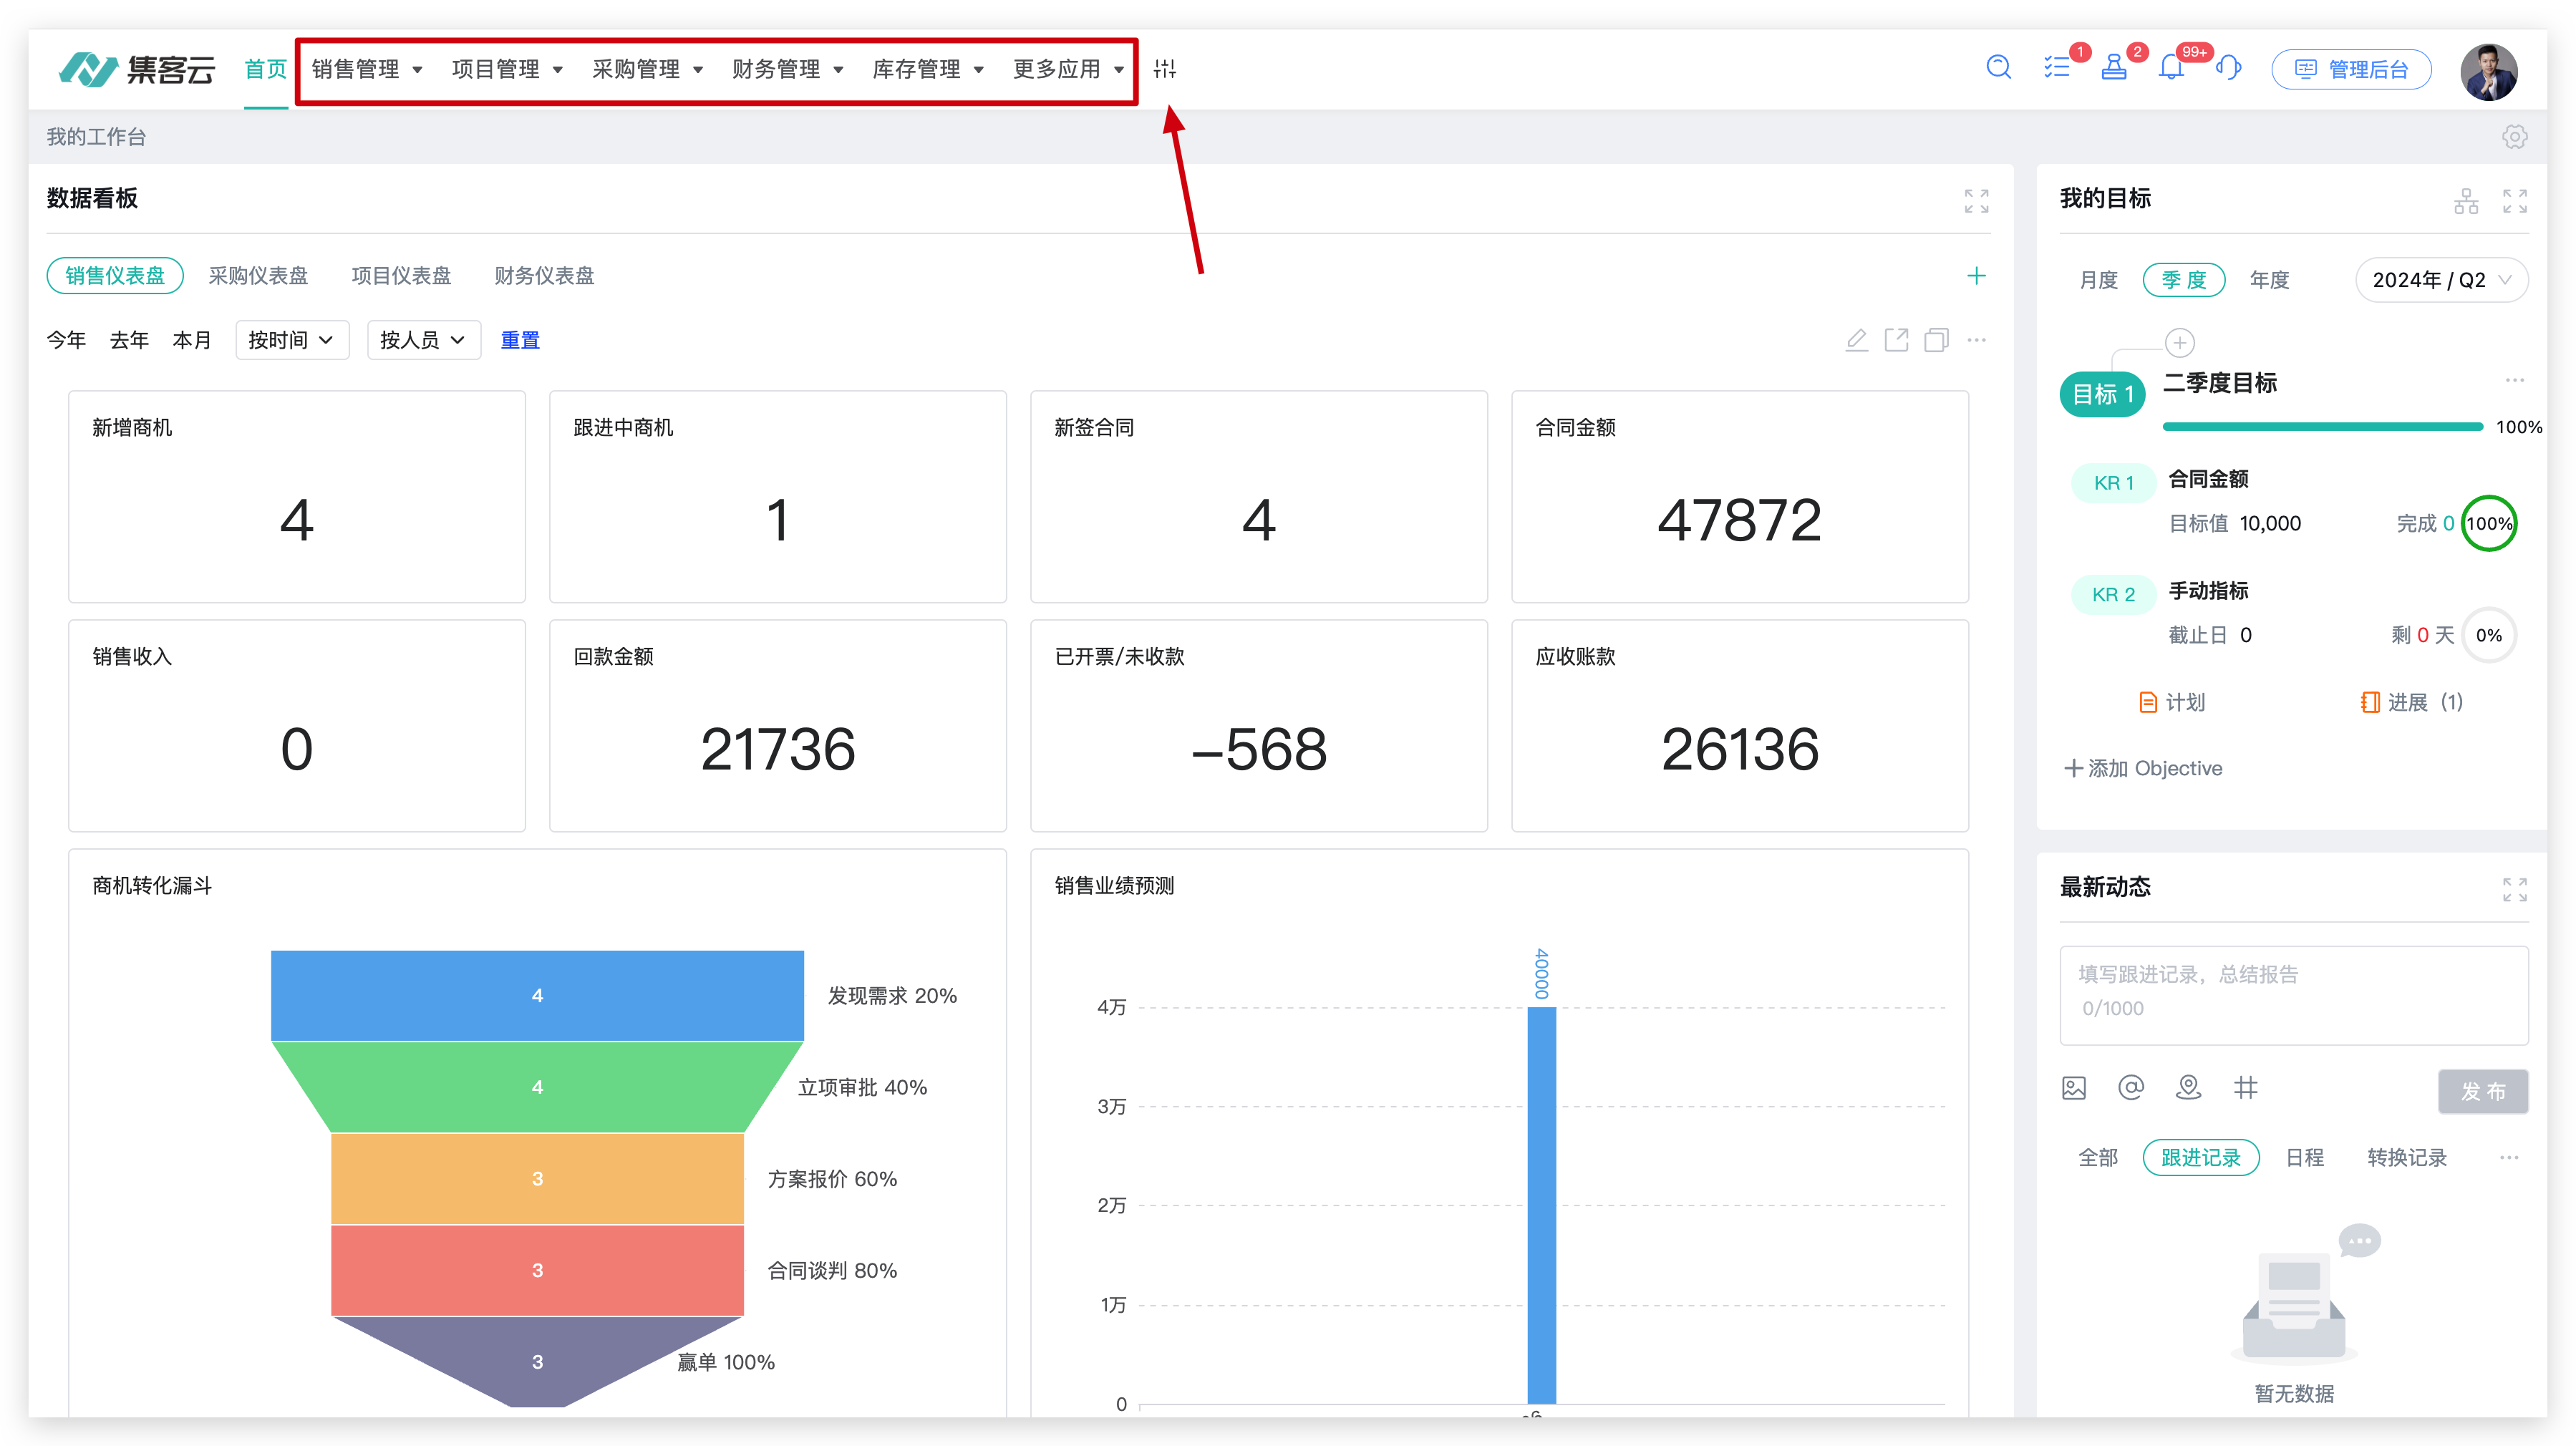 集客云 首页 销售管理 项目管理 采购管理 财务管理 库存管理 更多应用 1 2 99+ 管理后台
我的工作台
数据看板
销售仪表盘 采购仪表盘 项目仪表盘 财务仪表盘
今年 去年 本月 按时间 按人员 重置
新增商机
4
跟进中商机
1
新签合同
4
合同金额
47872
销售收入
0
回款金额
21736
已开票/未收款
-568
应收账款
26136
商机转化漏斗
4 发现需求 20%
4 立项审批 40%
3 方案报价 60%
3 合同谈判 80%
3 赢单 100%
销售业绩预测
40000
4万
3万
2万
1万
0
我的目标
月度 季度 年度 2024年 / Q2
目标 1 二季度目标
100%
KR 1 合同金额
目标值 10,000 完成 0 100%
KR 2 手动指标
截止日 0 剩 0 天 0%
计划 进展 (1)
添加 Objective
最新动态
填写跟进记录，总结报告
0/1000
发布
全部 跟进记录 日程 转换记录
暂无数据